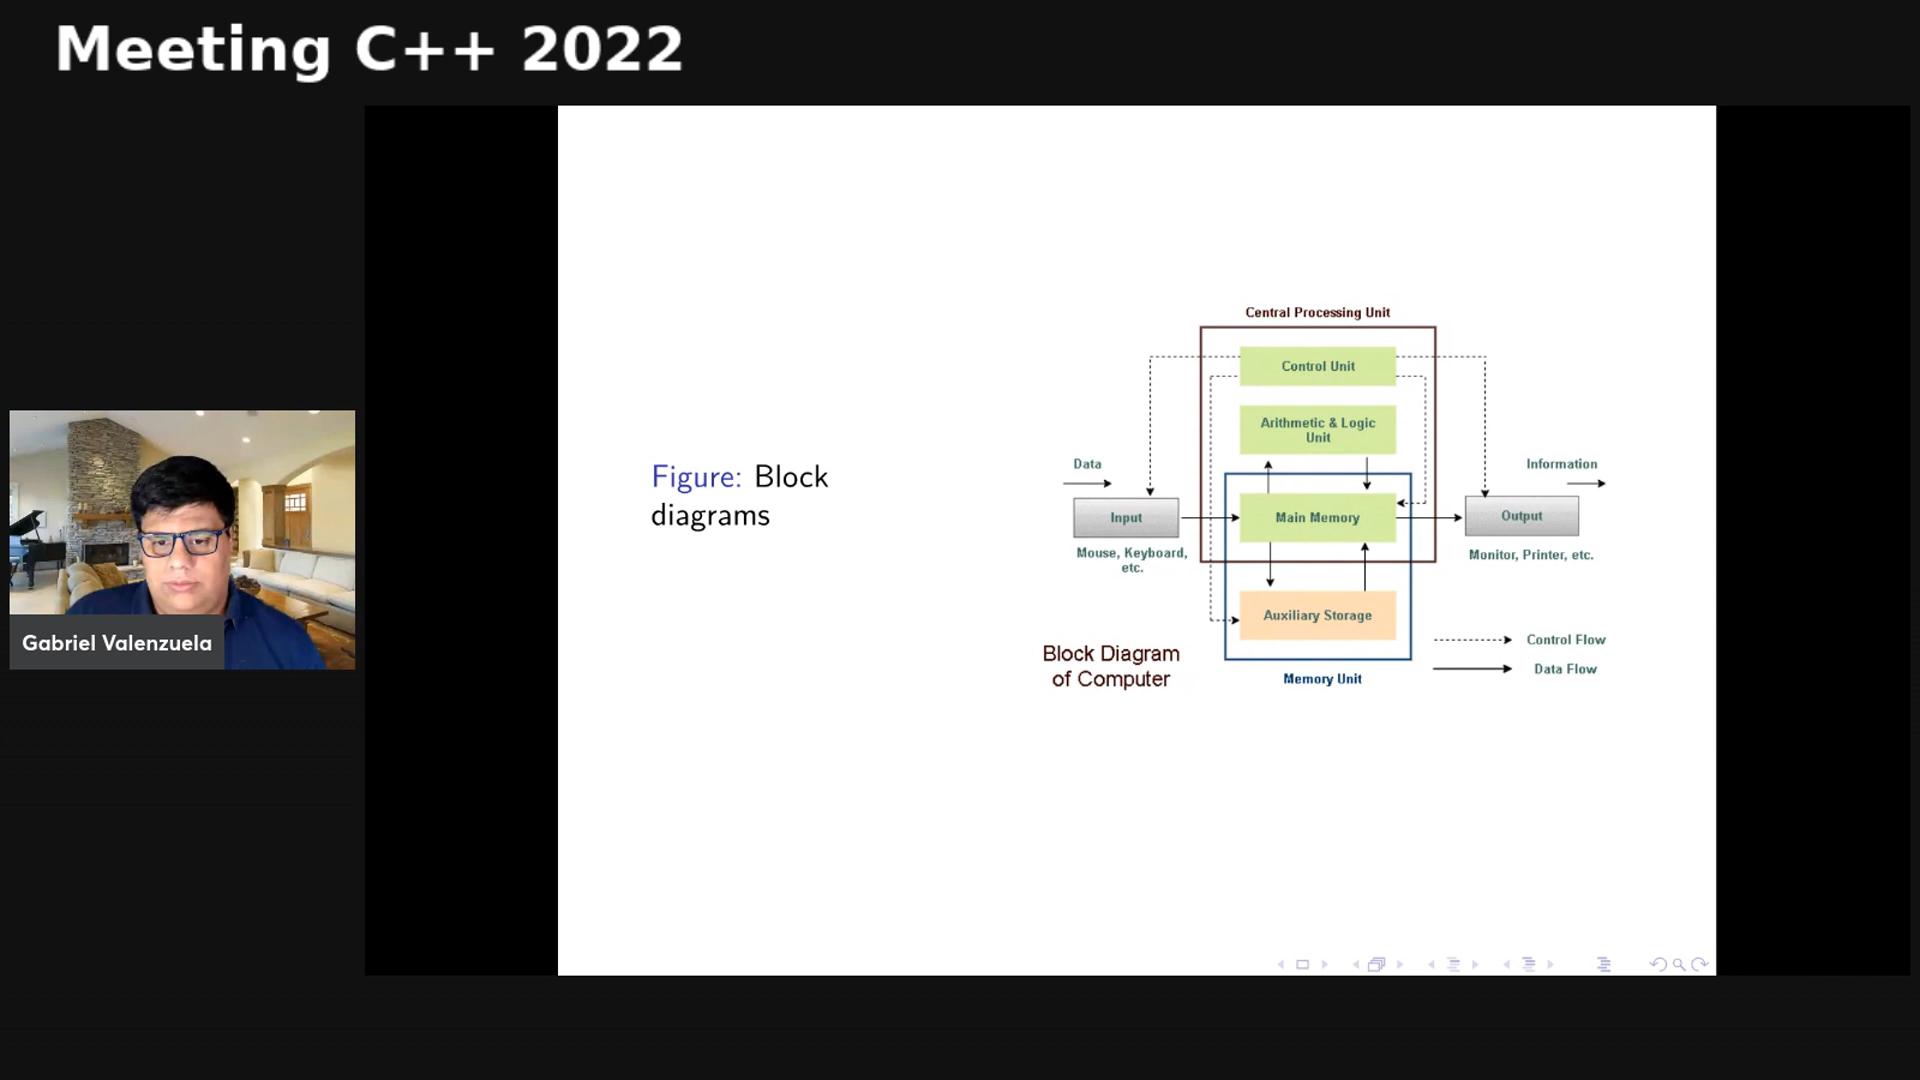 Meeting C++ 2022
Gabriel Valenzuela
Figure: Block
diagrams
Central Processing Unit
Control Unit
Arithmetic & Logic
Unit
Data
Information
Input
Main Memory
Output
Mouse, Keyboard,
etc.
Monitor, Printer, etc.
Auxiliary Storage
Control Flow
Block Diagram
of Computer
Data Flow
Memory Unit